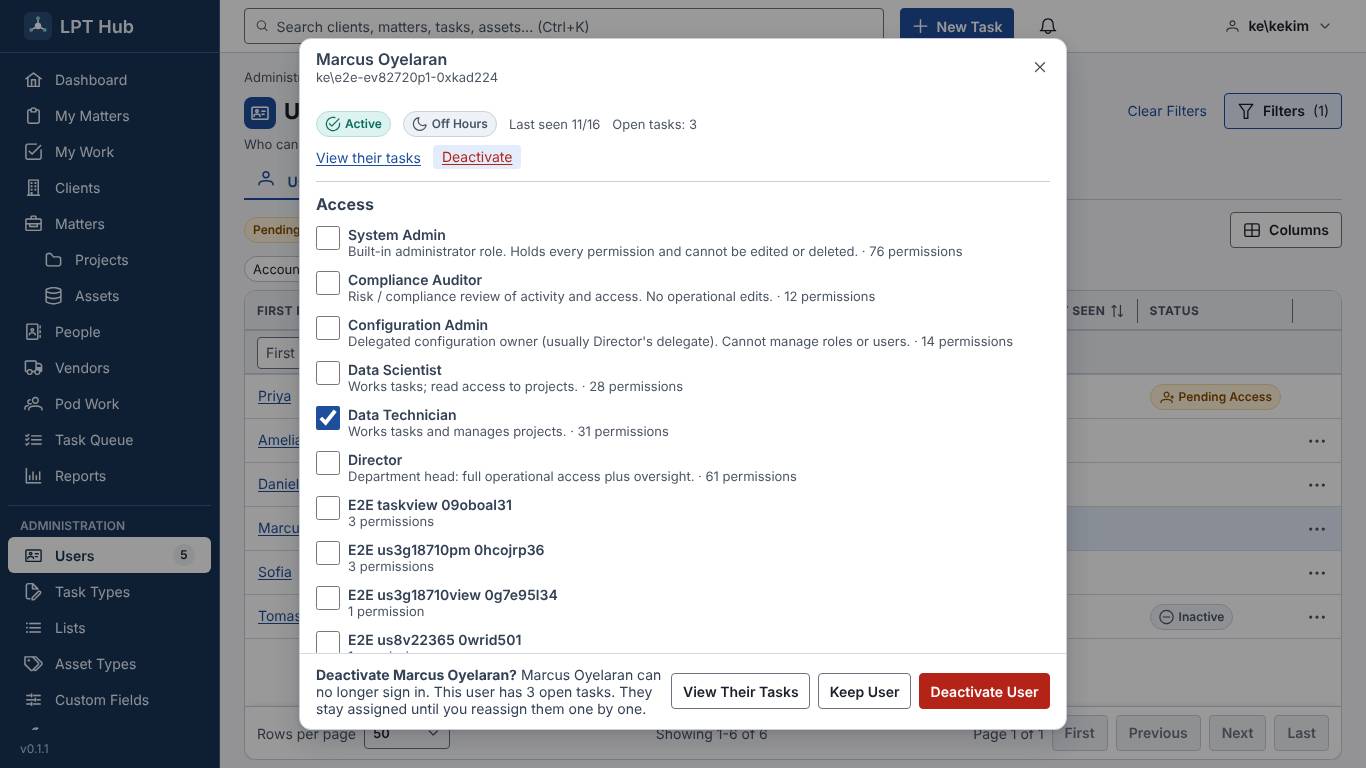 LPT Hub
Search clients, matters, tasks, assets... (Ctrl+K)
New Task
ke\kekim
Dashboard
My Matters
My Work
Clients
Matters
Projects
Assets
People
Vendors
Pod Work
Task Queue
Reports
ADMINISTRATION
Users 5
Task Types
Lists
Asset Types
Custom Fields
v0.1.1
Clear Filters
Filters (1)
Who can
Pending
Columns
FIRST
SEEN
STATUS
First
Priya
Pending Access
Daniel
Sofia
Inactive
Rows per page 50
Showing 1-6 of 6
Page 1 of 1
First
Previous
Next
Last
Marcus Oyelaran
ke\e2e-ev82720p1-0xkad224
Active
Off Hours
Last seen 11/16
Open tasks: 3
View their tasks
Deactivate
Access
System Admin
Built-in administrator role. Holds every permission and cannot be edited or deleted. · 76 permissions
Compliance Auditor
Risk / compliance review of activity and access. No operational edits. · 12 permissions
Configuration Admin
Delegated configuration owner (usually Director's delegate). Cannot manage roles or users. · 14 permissions
Data Scientist
Works tasks; read access to projects. · 28 permissions
Data Technician
Works tasks and manages projects. · 31 permissions
Director
Department head: full operational access plus oversight. · 61 permissions
E2E taskview 09oboal31
3 permissions
E2E us3g18710pm 0hcojrp36
3 permissions
E2E us3g18710view 0g7e95l34
1 permission
E2E us8v22365 0wrid501
Deactivate Marcus Oyelaran? Marcus Oyelaran can
no longer sign in. This user has 3 open tasks. They
stay assigned until you reassign them one by one.
View Their Tasks
Keep User
Deactivate User